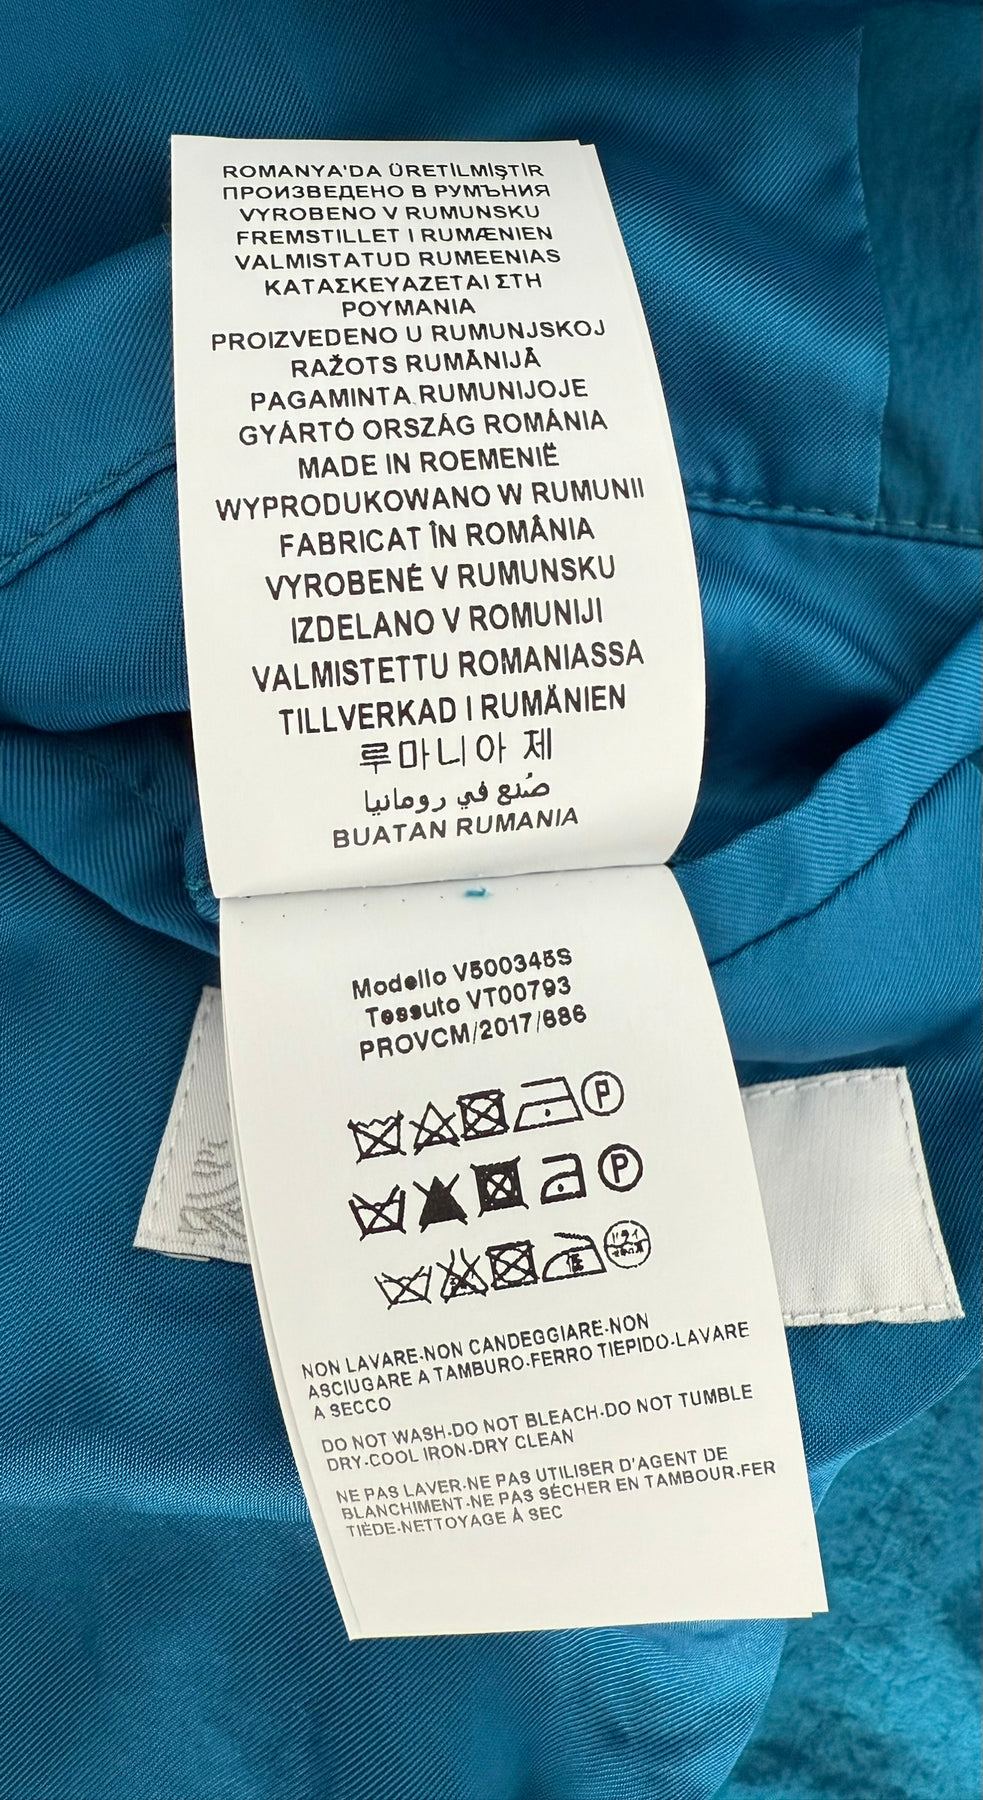 ROMANYA'DA ÜRETİLMİŞTİR
ПРОИЗВЕДЕНО В РУМЪНИЯ
VYROBENO V RUMUNSKU
FREMSTILLET I RUMÆNIEN
VALMISTATUD RUMEENIAS
ΚΑΤΑΣΚΕΥΑΖΕΤΑΙ ΣΤΗ
ΡΟΥΜΑΝΙΑ
PROIZVEDENO U RUMUNJSKOJ
RAŽOTS RUMĀNIJĀ
PAGAMINTA RUMUNIJOJE
GYÁRTÓ ORSZÁG ROMÁNIA
MADE IN ROEMENIË
WYPRODUKOWANO W RUMUNII
FABRICAT ÎN ROMÂNIA
VYROBENÉ V RUMUNSKU
IZDELANO V ROMUNIJI
VALMISTETTU ROMANIASSA
TILLVERKAD I RUMÄNIEN
루마니아 제
صُنع في رومانيا
BUATAN RUMANIA
Modello V500345S
Tessuto VT00793
PROVCM/2017/686
P
P
ドライ
NON LAVARE-NON CANDEGGIARE-NON
ASCIUGARE A TAMBURO-FERRO TIEPIDO-LAVARE
A SECCO
DO NOT WASH-DO NOT BLEACH-DO NOT TUMBLE
DRY-COOL IRON-DRY CLEAN
NE PAS LAVER-NE PAS UTILISER D'AGENT DE
BLANCHIMENT-NE PAS SÉCHER EN TAMBOUR-FER
TIÈDE-NETTOYAGE À SEC